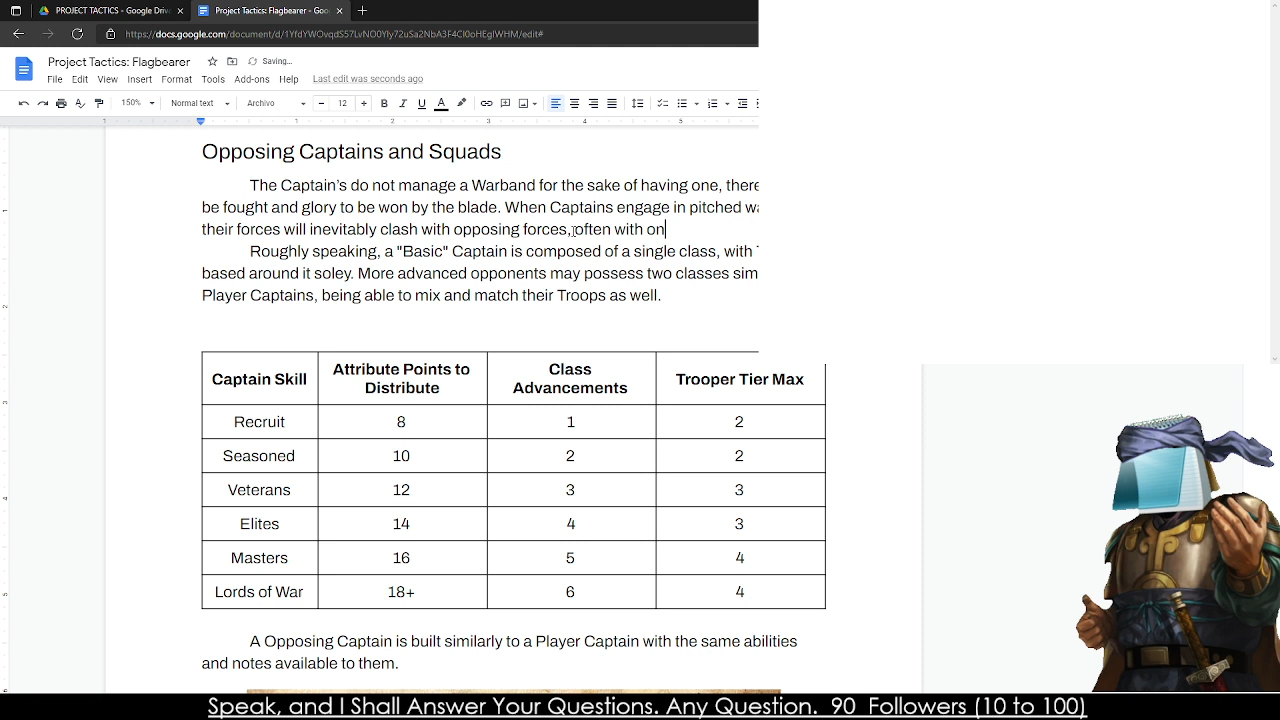 PROJECT TACTICS - Google Driv
Project Tactics: Flagbearer - Goo
https://docs.google.com/document/d/1YfdYWOvqdS57LvNO0Yly72uSa2NbA3F4Cl0oHEglWHM/edit#
Project Tactics: Flagbearer Saving...
File Edit View Insert Format Tools Add-ons Help Last edit was seconds ago
150% Normal text Archivo 12
Opposing Captains and Squads
The Captain's do not manage a Warband for the sake of having one, there
be fought and glory to be won by the blade. When Captains engage in pitched wa
their forces will inevitably clash with opposing forces, often with on
Roughly speaking, a "Basic" Captain is composed of a single class, with
based around it soley. More advanced opponents may possess two classes sim
Player Captains, being able to mix and match their Troops as well.
Captain Skill Attribute Points to Distribute Class Advancements Trooper Tier Max
Recruit 8 1 2
Seasoned 10 2 2
Veterans 12 3 3
Elites 14 4 3
Masters 16 5 4
Lords of War 18+ 6 4
A Opposing Captain is built similarly to a Player Captain with the same abilities
and notes available to them.
Speak, and I Shall Answer Your Questions. Any Question. 90 Followers (10 to 100)